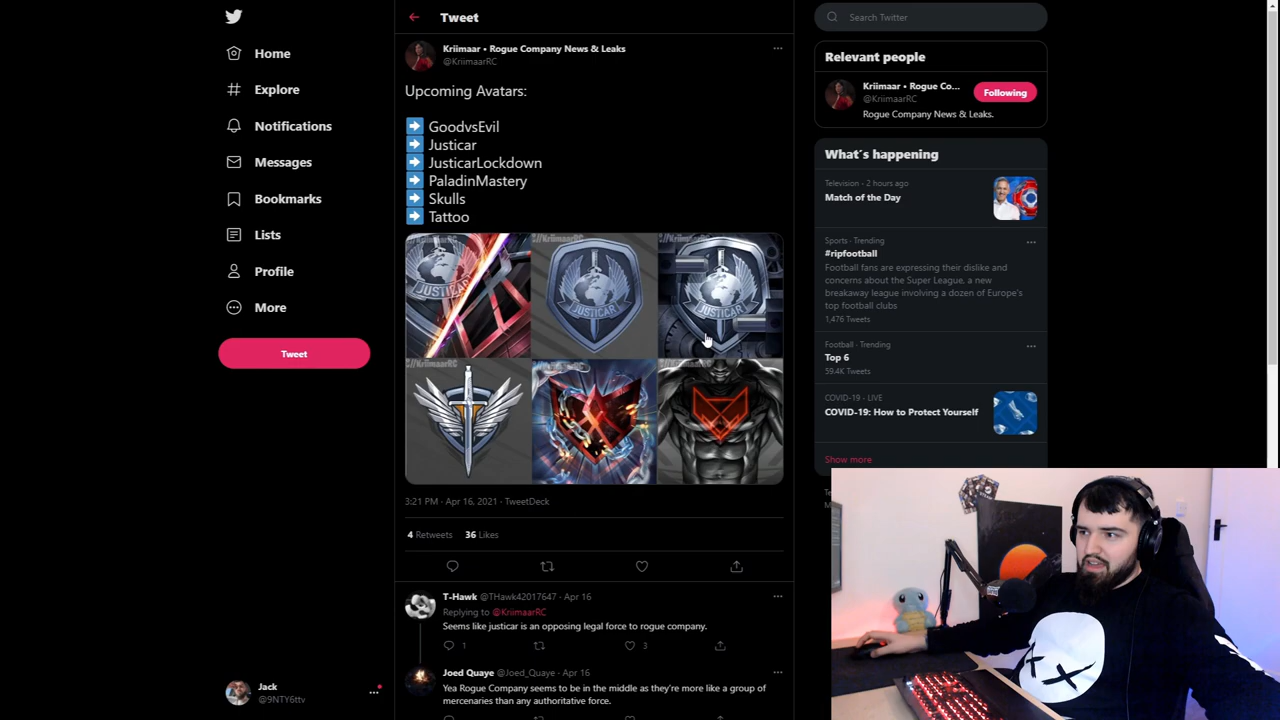 Home
Explore
Notifications
Messages
Bookmarks
Lists
Profile
More
Tweet
Jack
@9NTY6ttv
Tweet
Kriimaar • Rogue Company News & Leaks
@KriimaarRC
Upcoming Avatars:
➡ GoodvsEvil
➡ Justicar
➡ JusticarLockdown
➡ PaladinMastery
➡ Skulls
➡ Tattoo
JUSTICAR
JUSTICAR
JUSTICAR
3:21 PM · Apr 16, 2021 · TweetDeck
4 Retweets 36 Likes
T-Hawk @THawk42017647 · Apr 16
Replying to @KriimaarRC
Seems like justicar is an opposing legal force to rogue company.
1 3
Joed Quaye @Joed_Quaye · Apr 16
Yea Rogue Company seems to be in the middle as they're more like a group of
mercenaries than any authoritative force.
Search Twitter
Relevant people
Kriimaar • Rogue Co...
@KriimaarRC
Following
Rogue Company News & Leaks.
What's happening
Television · 2 hours ago
Match of the Day
Sports · Trending
#ripfootball
Football fans are expressing their dislike and
concerns about the Super League, a new
breakaway league involving a dozen of Europe's
top football clubs
1,476 Tweets
Football · Trending
Top 6
59.4K Tweets
COVID-19 · LIVE
COVID-19: How to Protect Yourself
Show more